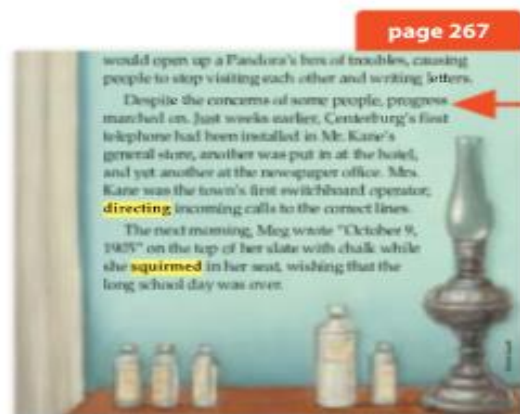 page 267
would open up a Pandora's box of troubles, causing
people to stop visiting each other and writing letters.
Despite the concerns of some people, progress
marched on. Just weeks earlier, Centerburg's first
telephone had been installed in Mr. Kane's
general store, another was put in at the hotel,
and yet another at the newspaper office. Mrs.
Kane was the town's first switchboard operator,
directing incoming calls to the correct lines.
The next morning, Meg wrote "October 9,
1905" on the top of her slate with chalk while
she squirmed in her seat, wishing that the
long school day was over.